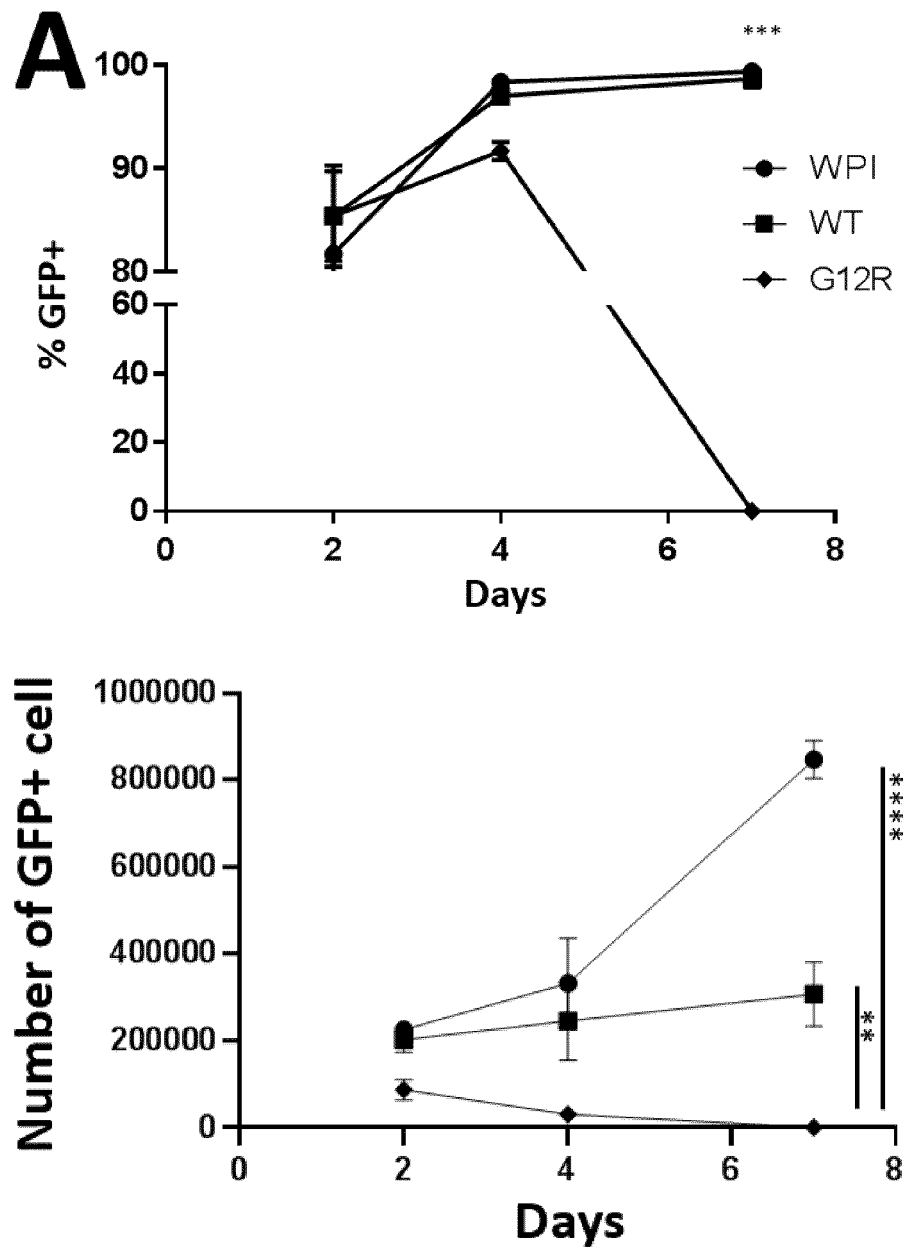 A
***
100
90
80
60
40
20
0
% GFP+
0 2 4 6 8
Days
WPI
WT
G12R
Number of GFP+ cell
1000000
800000
600000
400000
200000
0
0 2 4 6 8
Days
**
****